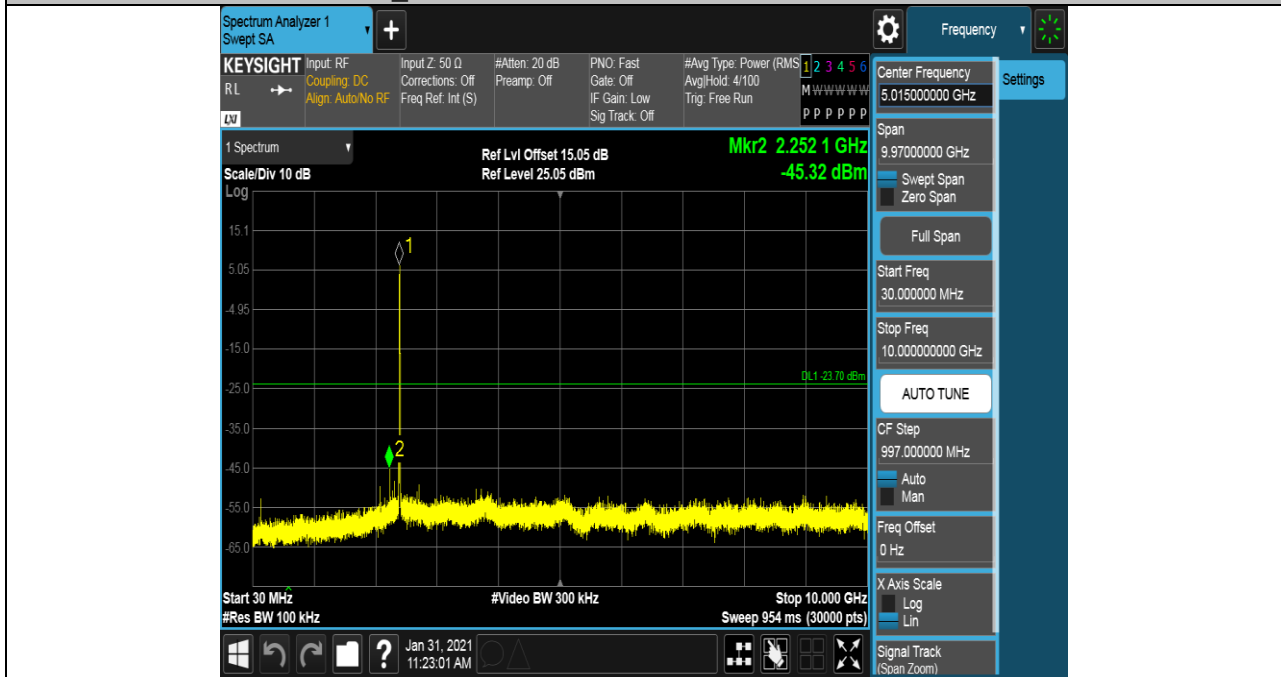 Spectrum Analyzer 1
Swept SA
+
Frequency
KEYSIGHT
RL
LXI
Input: RF
Coupling: DC
Align: Auto/No RF
Input Z: 50 Ω
Corrections: Off
Freq Ref: Int (S)
#Atten: 20 dB
Preamp: Off
PNO: Fast
Gate: Off
IF Gain: Low
Sig Track: Off
#Avg Type: Power (RMS
Avg|Hold: 4/100
Trig: Free Run
1 2 3 4 5 6
M W W W W W
P P P P P P
1 Spectrum
Scale/Div 10 dB
Ref Lvl Offset 15.05 dB
Ref Level 25.05 dBm
Mkr2 2.252 1 GHz
-45.32 dBm
Log
15.1
5.05
-4.95
-15.0
-25.0
-35.0
-45.0
-55.0
-65.0
1
2
DL1 -23.70 dBm
Start 30 MHz
#Res BW 100 kHz
#Video BW 300 kHz
Stop 10.000 GHz
Sweep 954 ms (30000 pts)
?
Jan 31, 2021
11:23:01 AM
Center Frequency
5.015000000 GHz
Span
9.97000000 GHz
Swept Span
Zero Span
Full Span
Start Freq
30.000000 MHz
Stop Freq
10.000000000 GHz
AUTO TUNE
CF Step
997.000000 MHz
Auto
Man
Freq Offset
0 Hz
X Axis Scale
Log
Lin
Signal Track
(Span Zoom)
Settings